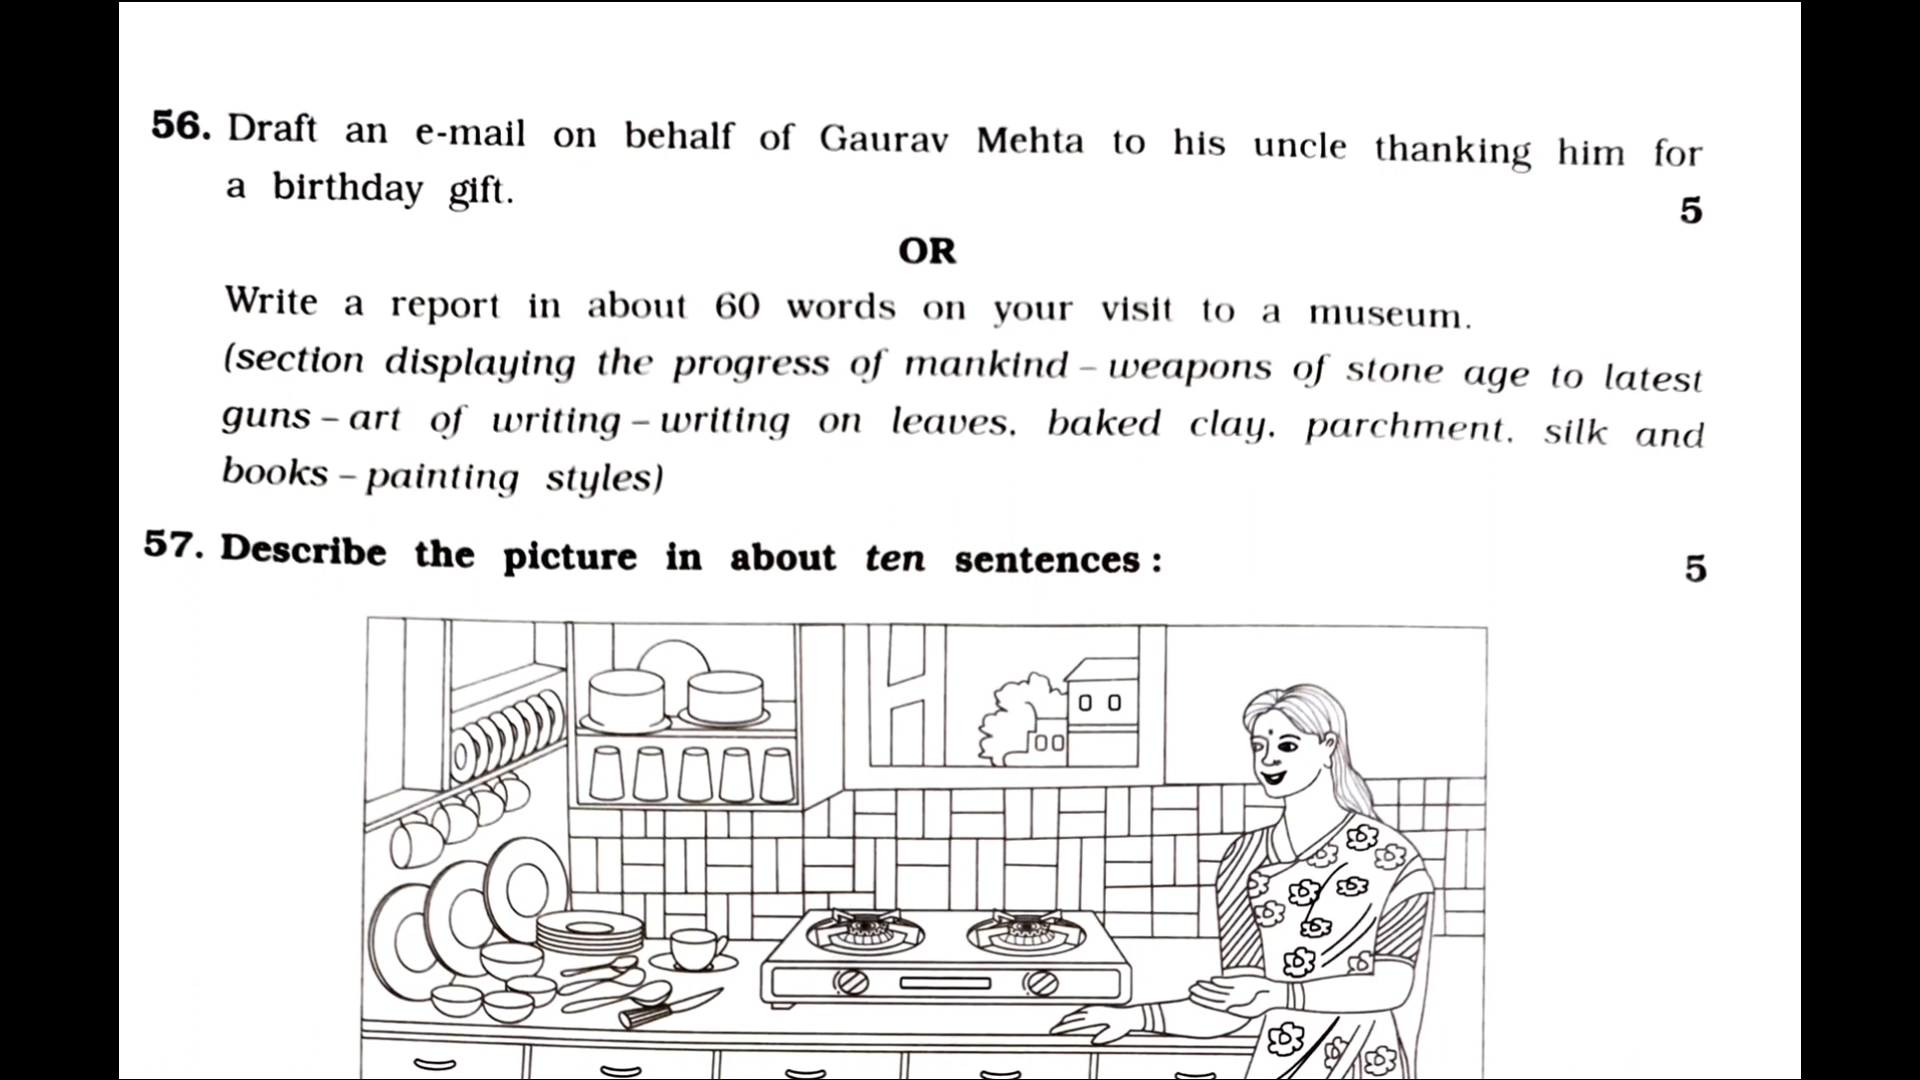 56. Draft an e-mail on behalf of Gaurav Mehta to his uncle thanking him for
a birthday gift. 5
OR
Write a report in about 60 words on your visit to a museum.
(section displaying the progress of mankind – weapons of stone age to latest
guns – art of writing – writing on leaves, baked clay, parchment, silk and
books – painting styles)
57. Describe the picture in about ten sentences : 5